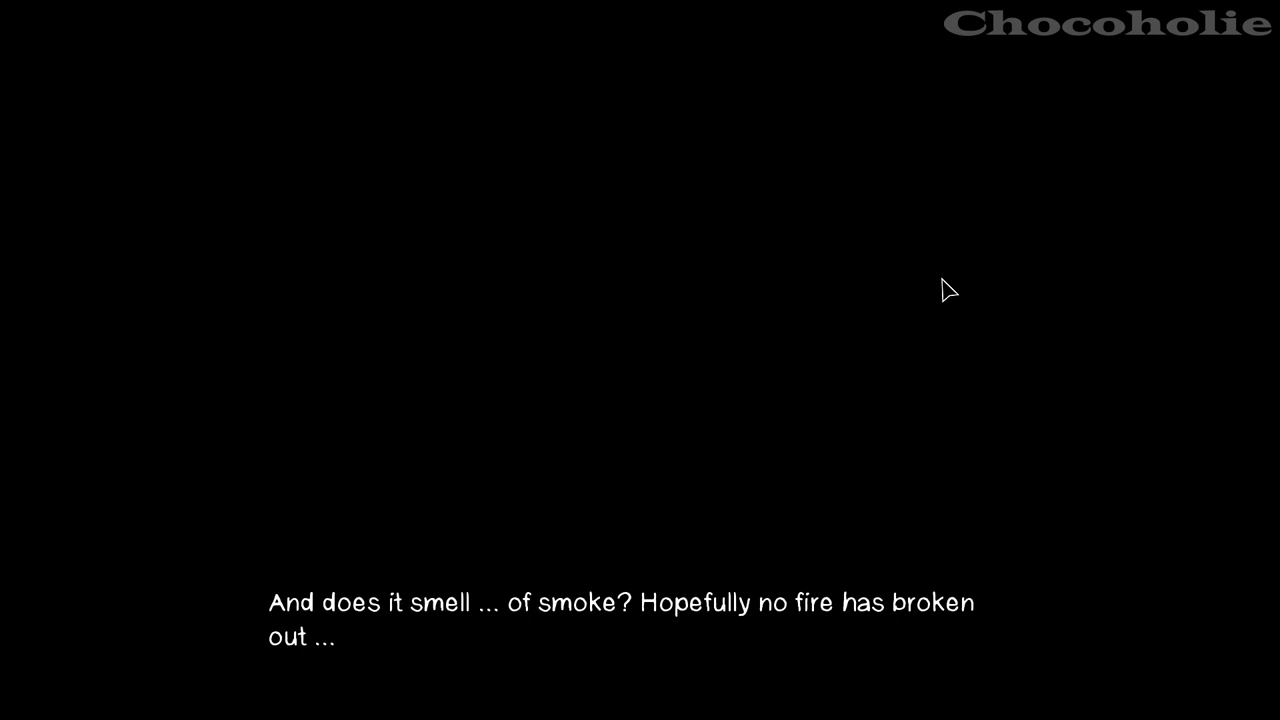 Chocoholie
And does it smell ... of smoke? Hopefully no fire has broken
out ...